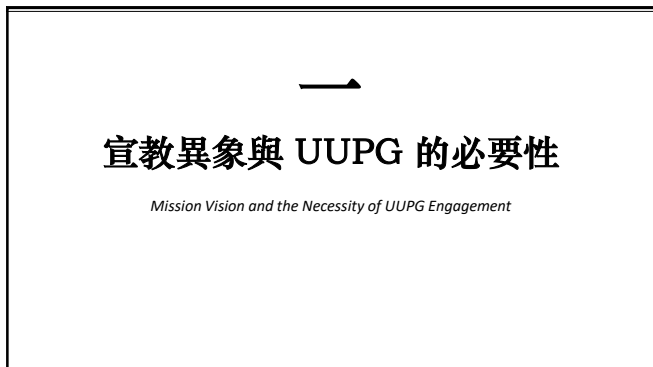 一
宣教異象與 UUPG 的必要性
Mission Vision and the Necessity of UUPG Engagement